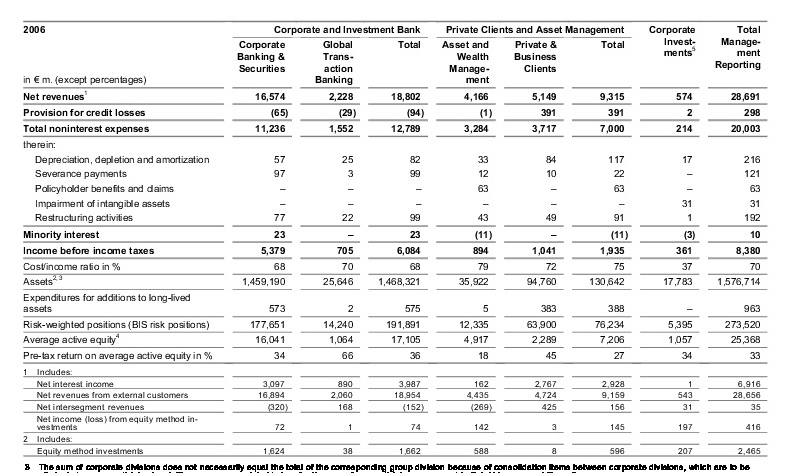 2006 Corporate and Investment Bank Private Clients and Asset Management Corporate Total
Corporate Global Total Asset and Private & Total Invest- Manage-
Banking & Trans- Wealth Business ments5 ment
Securities action Manage- Clients Reporting
in € m. (except percentages) Banking ment
Net revenues1 16,574 2,228 18,802 4,166 5,149 9,315 574 28,691
Provision for credit losses (65) (29) (94) (1) 391 391 2 298
Total noninterest expenses 11,236 1,552 12,789 3,284 3,717 7,000 214 20,003
therein:
Depreciation, depletion and amortization 57 25 82 33 84 117 17 216
Severance payments 97 3 99 12 10 22 – 121
Policyholder benefits and claims – – – 63 – 63 – 63
Impairment of intangible assets – – – – – – 31 31
Restructuring activities 77 22 99 43 49 91 1 192
Minority interest 23 – 23 (11) – (11) (3) 10
Income before income taxes 5,379 705 6,084 894 1,041 1,935 361 8,380
Cost/income ratio in % 68 70 68 79 72 75 37 70
Assets2,3 1,459,190 25,646 1,468,321 35,922 94,760 130,642 17,783 1,576,714
Expenditures for additions to long-lived
assets 573 2 575 5 383 388 – 963
Risk-weighted positions (BIS risk positions) 177,651 14,240 191,891 12,335 63,900 76,234 5,395 273,520
Average active equity4 16,041 1,064 17,105 4,917 2,289 7,206 1,057 25,368
Pre-tax return on average active equity in % 34 66 36 18 45 27 34 33
1 Includes:
Net interest income 3,097 890 3,987 162 2,767 2,928 1 6,916
Net revenues from external customers 16,894 2,060 18,954 4,435 4,724 9,159 543 28,656
Net intersegment revenues (320) 168 (152) (269) 425 156 31 35
Net income (loss) from equity method in-
vestments 72 1 74 142 3 145 197 416
2 Includes:
Equity method investments 1,624 38 1,662 588 8 596 207 2,465
3 The sum of corporate divisions does not necessarily equal the total of the corresponding group division because of consolidation items between corporate divisions, which are to be